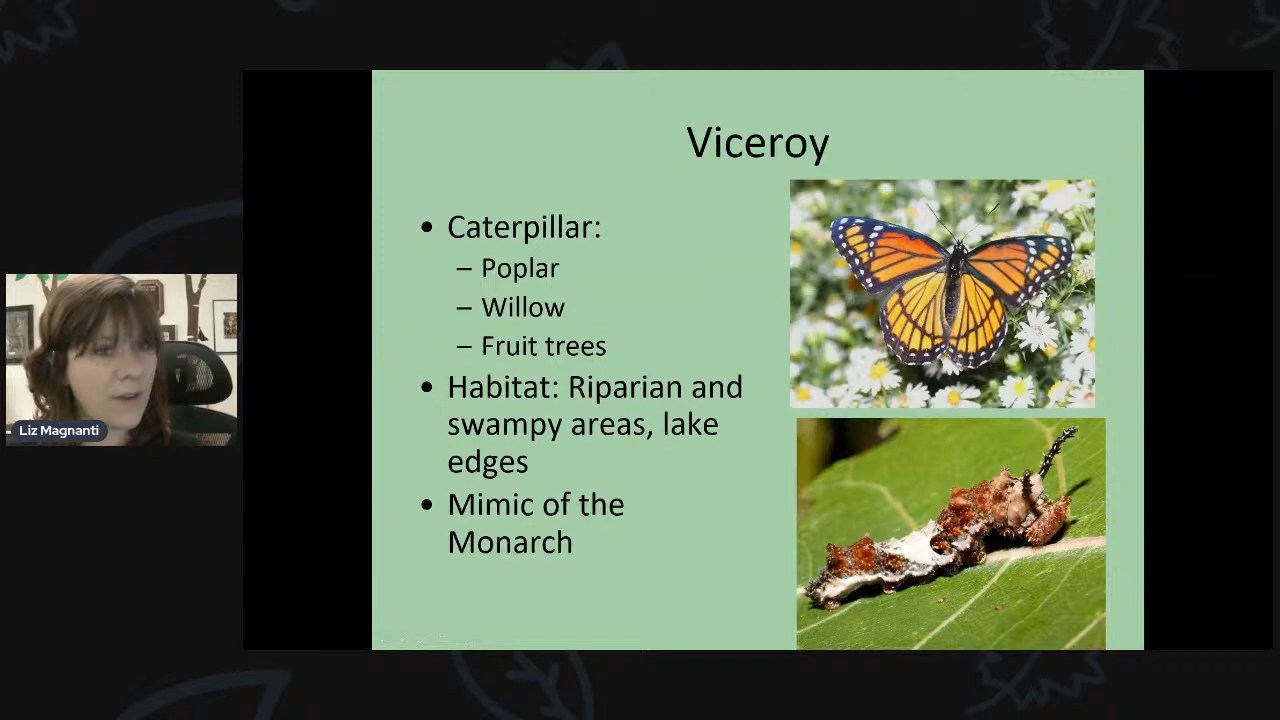 Viceroy
• Caterpillar:
– Poplar
– Willow
– Fruit trees
• Habitat: Riparian and
swampy areas, lake
edges
• Mimic of the
Monarch
Liz Magnanti